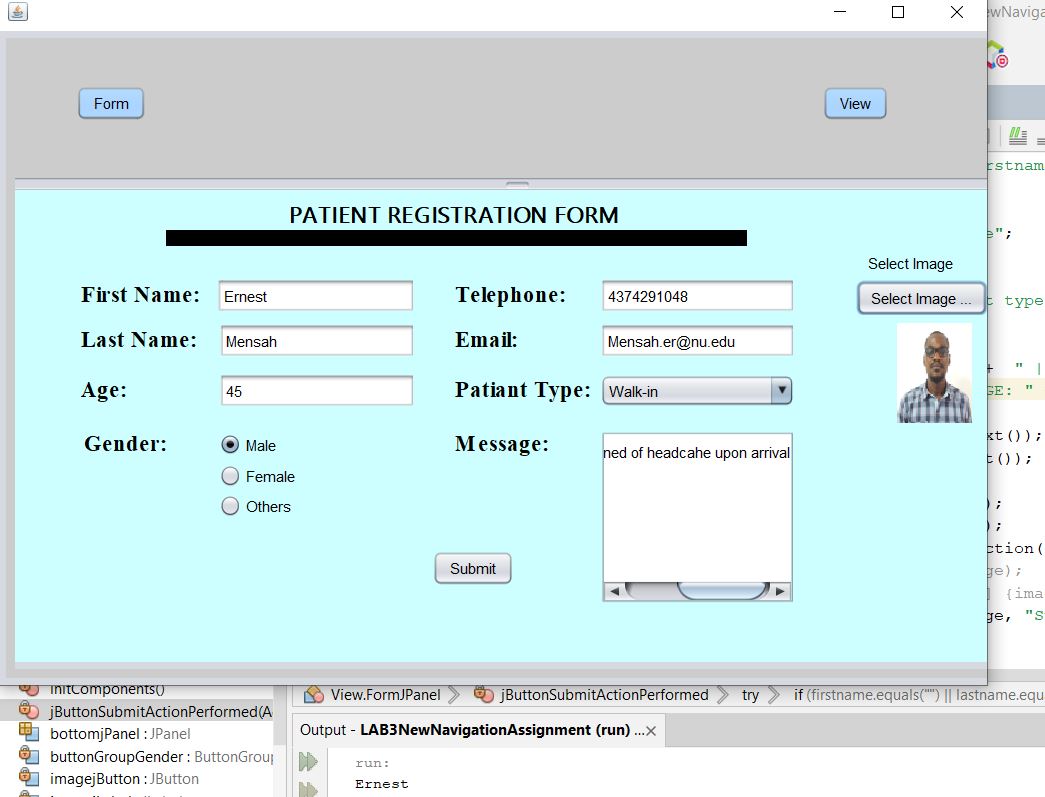 ewNaviga
Form
View
rstnam
PATIENT REGISTRATION FORM
e";
Select Image
First Name:
Ernest
Telephone:
4374291048
Select Image ...
t type
Last Name:
Mensah
Email:
Mensah.er@nu.edu
+ " |
Age:
45
Patiant Type:
Walk-in
GE: "
Gender:
Male
Message:
ned of headcahe upon arrival
xt());
t());
Female
Others
);
);
ction(
Submit
ge);
] {ima
ge, "S
initComponents()
View.FormJPanel
jButtonSubmitActionPerformed
try
if (firstname.equals("") || lastname.equa
jButtonSubmitActionPerformed(A
bottomjPanel : JPanel
Output - LAB3NewNavigationAssignment (run) ...
buttonGroupGender : ButtonGroup
run:
imagejButton : JButton
Ernest